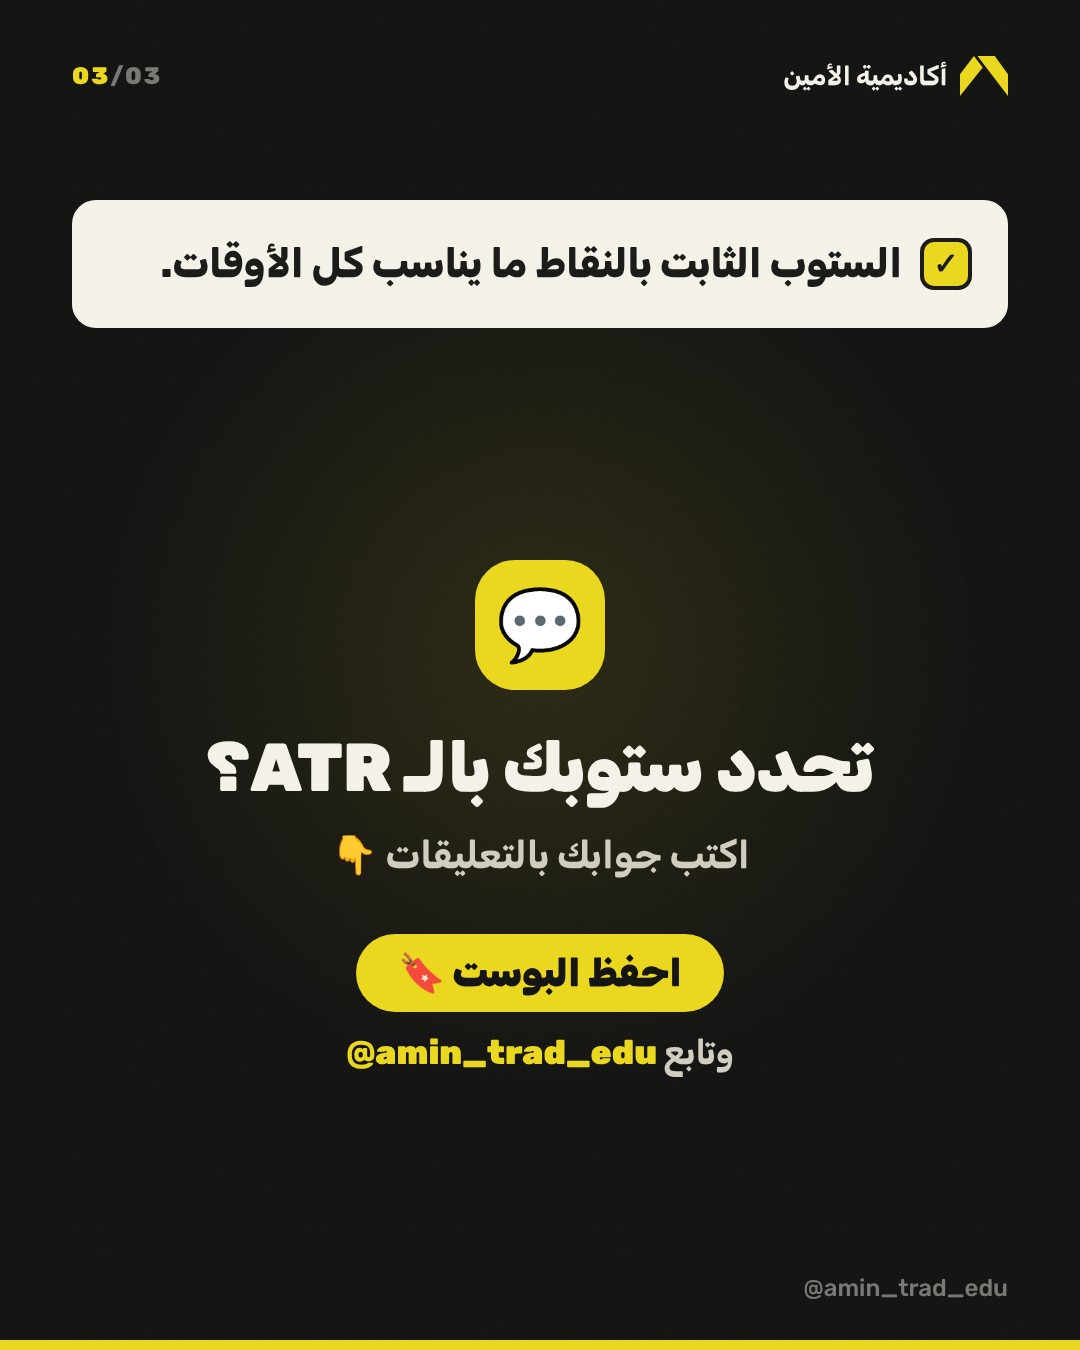 أكاديمية الأمين
03/03
✓ الستوب الثابت بالنقاط ما يناسب كل الأوقات.
تحدد ستوبك بالـ ATR؟
اكتب جوابك بالتعليقات 👇
احفظ البوست 🔖
وتابع @amin_trad_edu
@amin_trad_edu